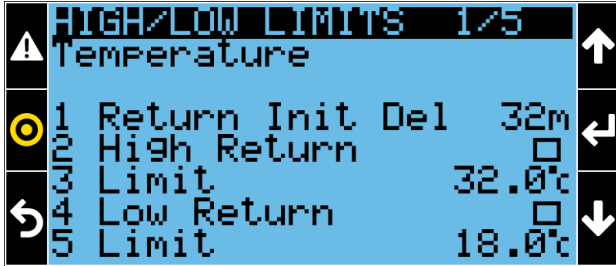 HIGH/LOW LIMITS 1/5
Temperature
1 Return Init Del 32m
2 High Return □
3 Limit 32.0℃
4 Low Return □
5 Limit 18.0℃